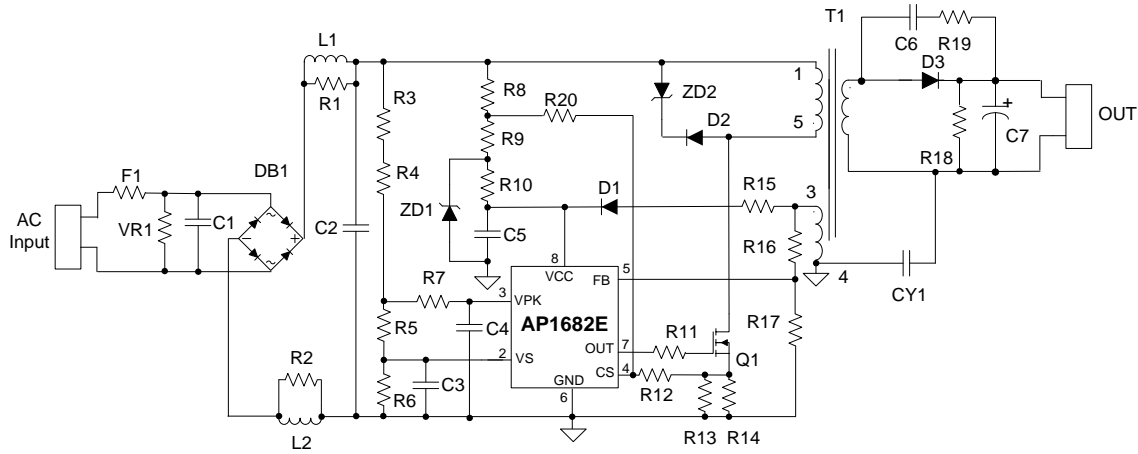 T1
C6
R19
L1
D3
R1
1
ZD2
R8
R3
R20
D2
C7
OUT
5
R9
F1
DB1
R4
R18
R10
D1
R15
3
AC
Input
VR1
C1
ZD1
C2
C5
R16
8
VCC
5
FB
4
R7
3
VPK
CY1
C4
AP1682E
R17
R5
R11
OUT
7
2
VS
Q1
R2
CS
4
C3
GND
R12
R6
6
L2
R13
R14